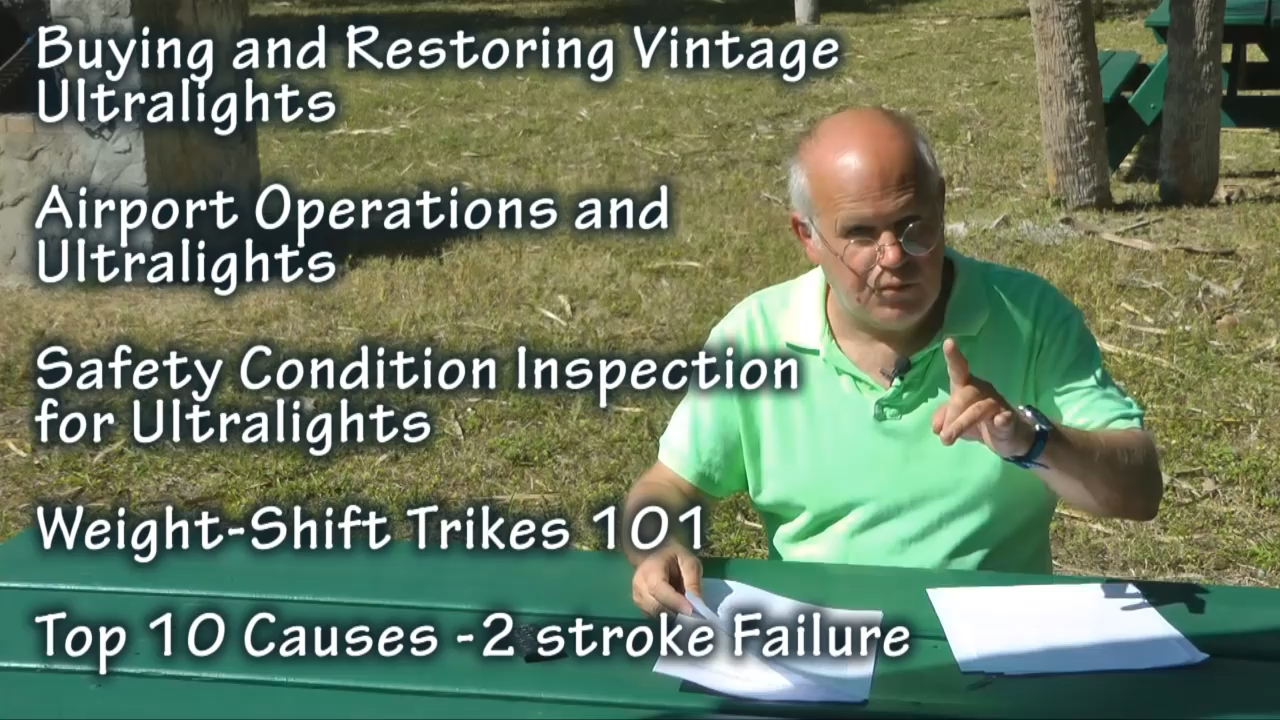 Buying and Restoring Vintage
Ultralights
Airport Operations and
Ultralights
Safety Condition Inspection
for Ultralights
Weight-Shift Trikes 101
Top 10 Causes -2 stroke Failure